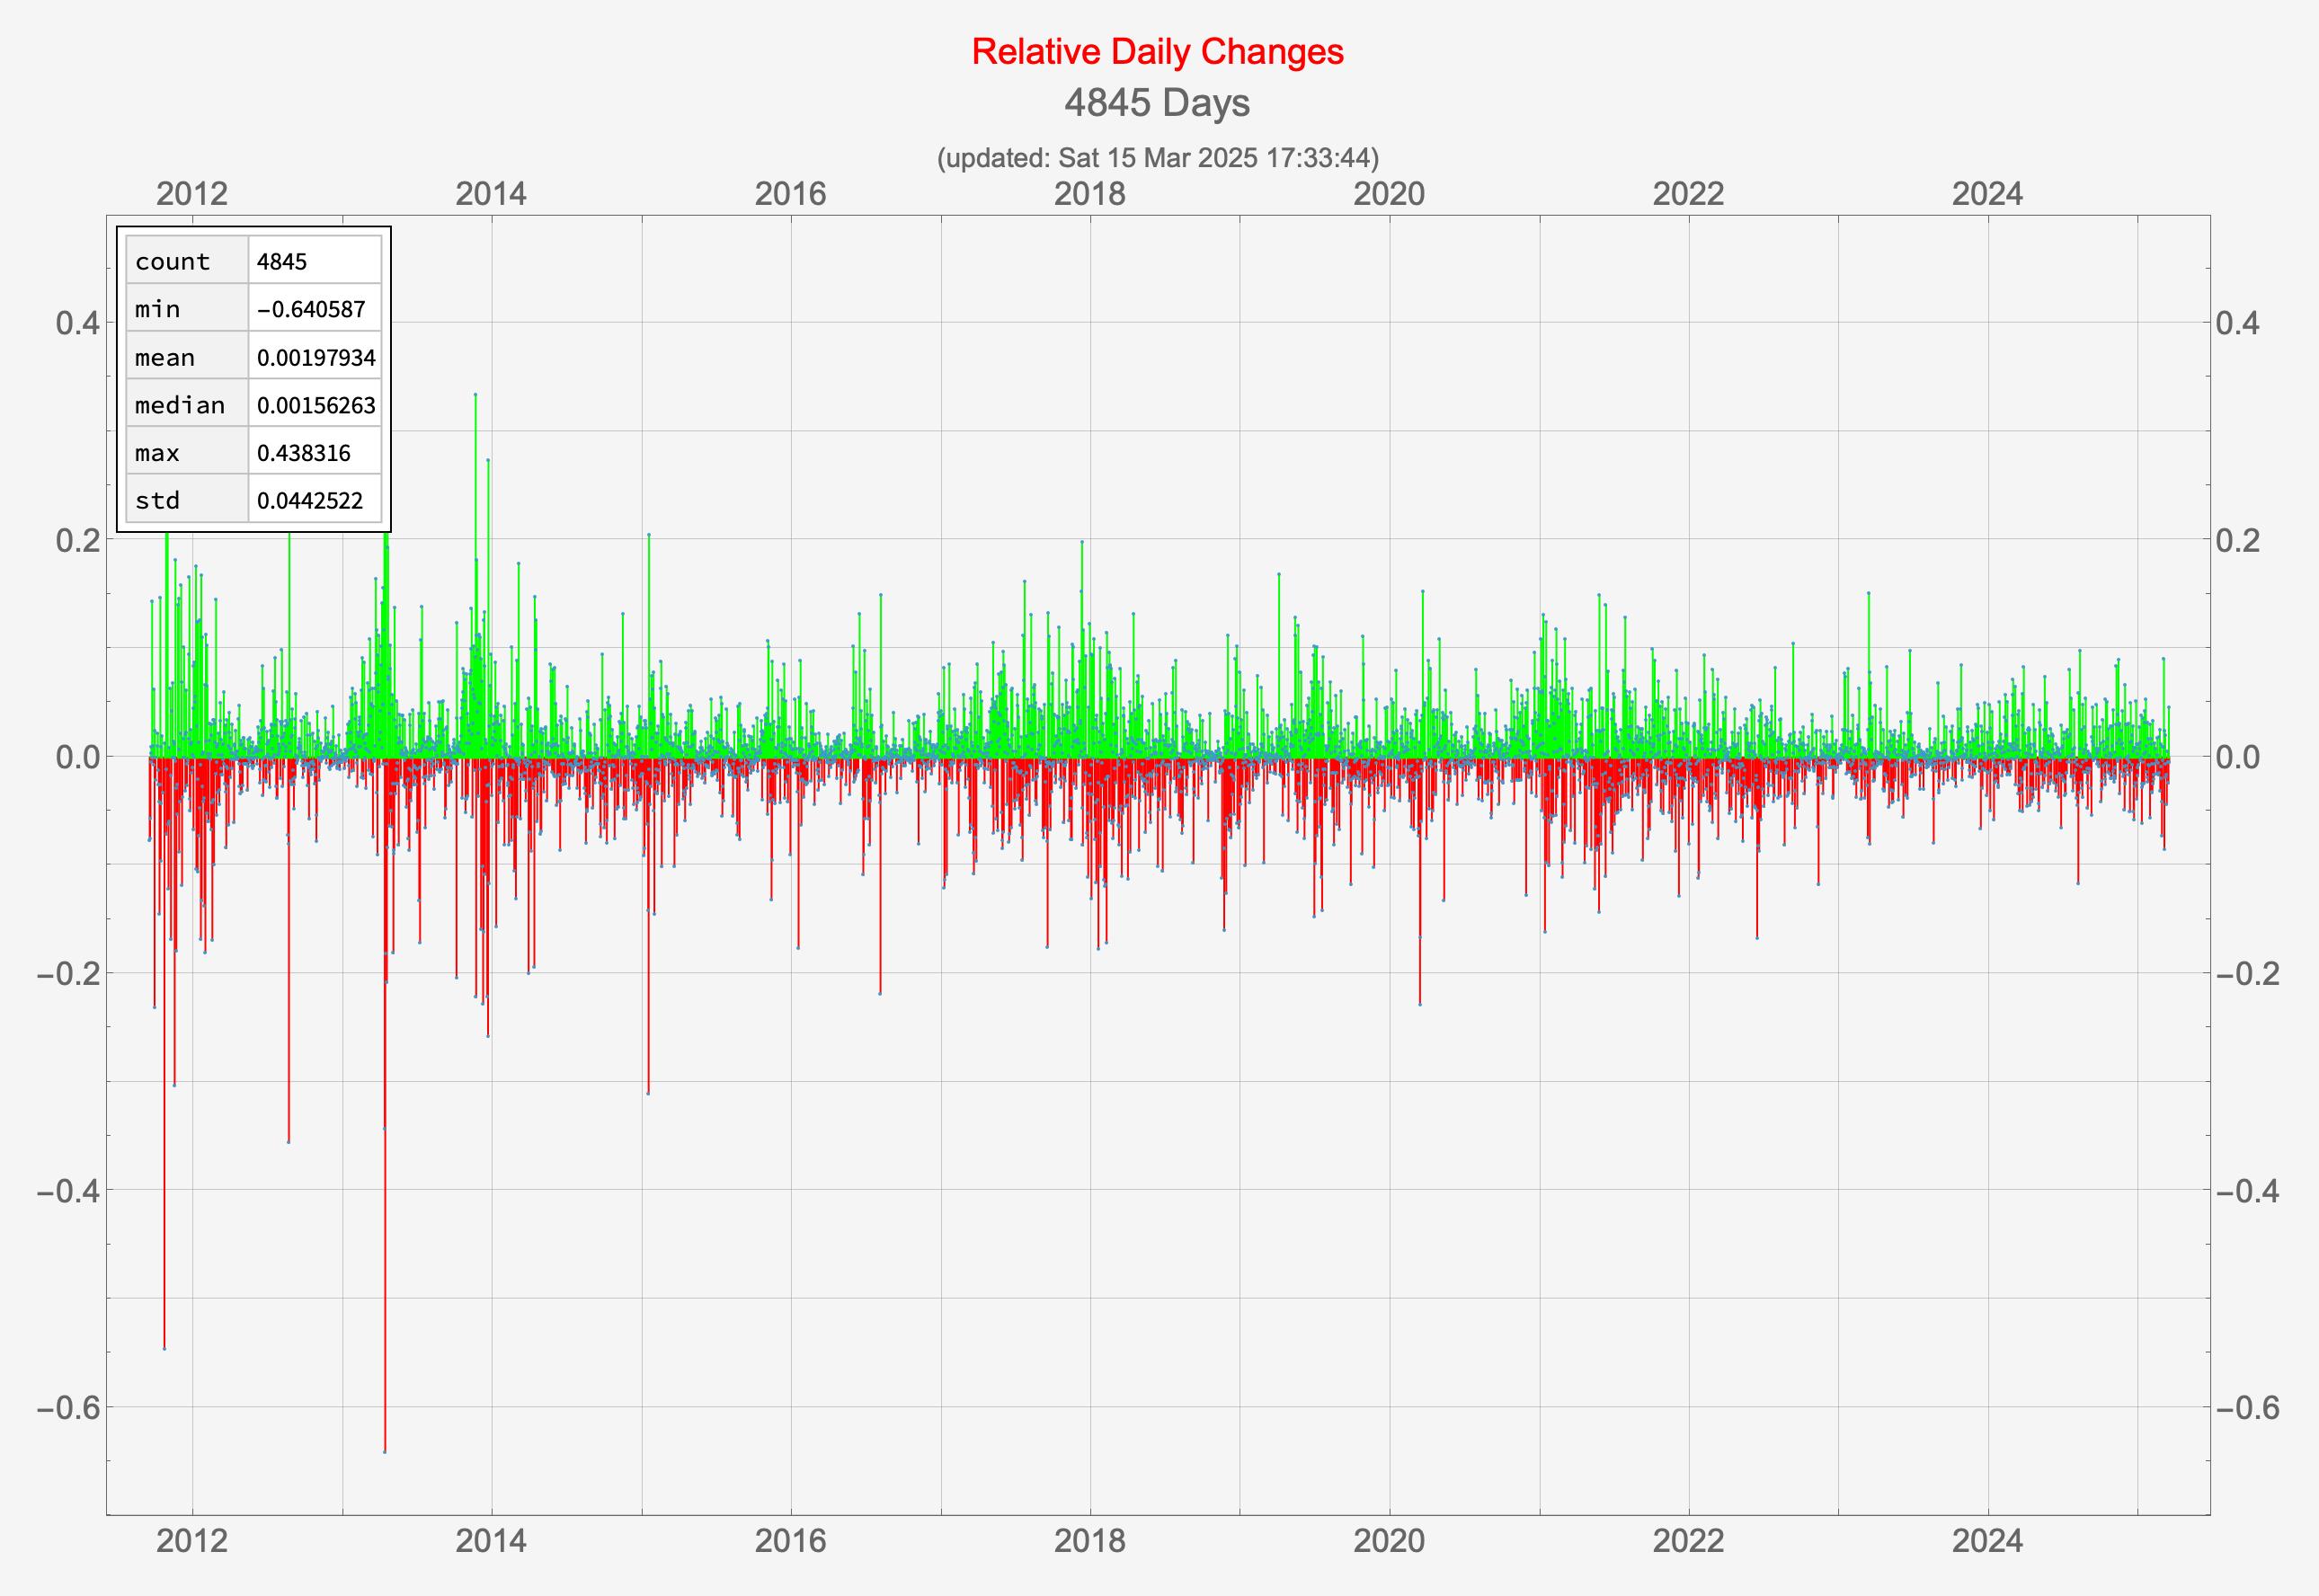 Relative Daily Changes
4845 Days
(updated: Sat 15 Mar 2025 17:33:44)
2012 2014 2016 2018 2020 2022 2024
count 4845
min −0.640587
mean 0.00197934
median 0.00156263
max 0.438316
std 0.0442522
0.4 0.4
0.2 0.2
0.0 0.0
−0.2 −0.2
−0.4 −0.4
−0.6 −0.6
2012 2014 2016 2018 2020 2022 2024